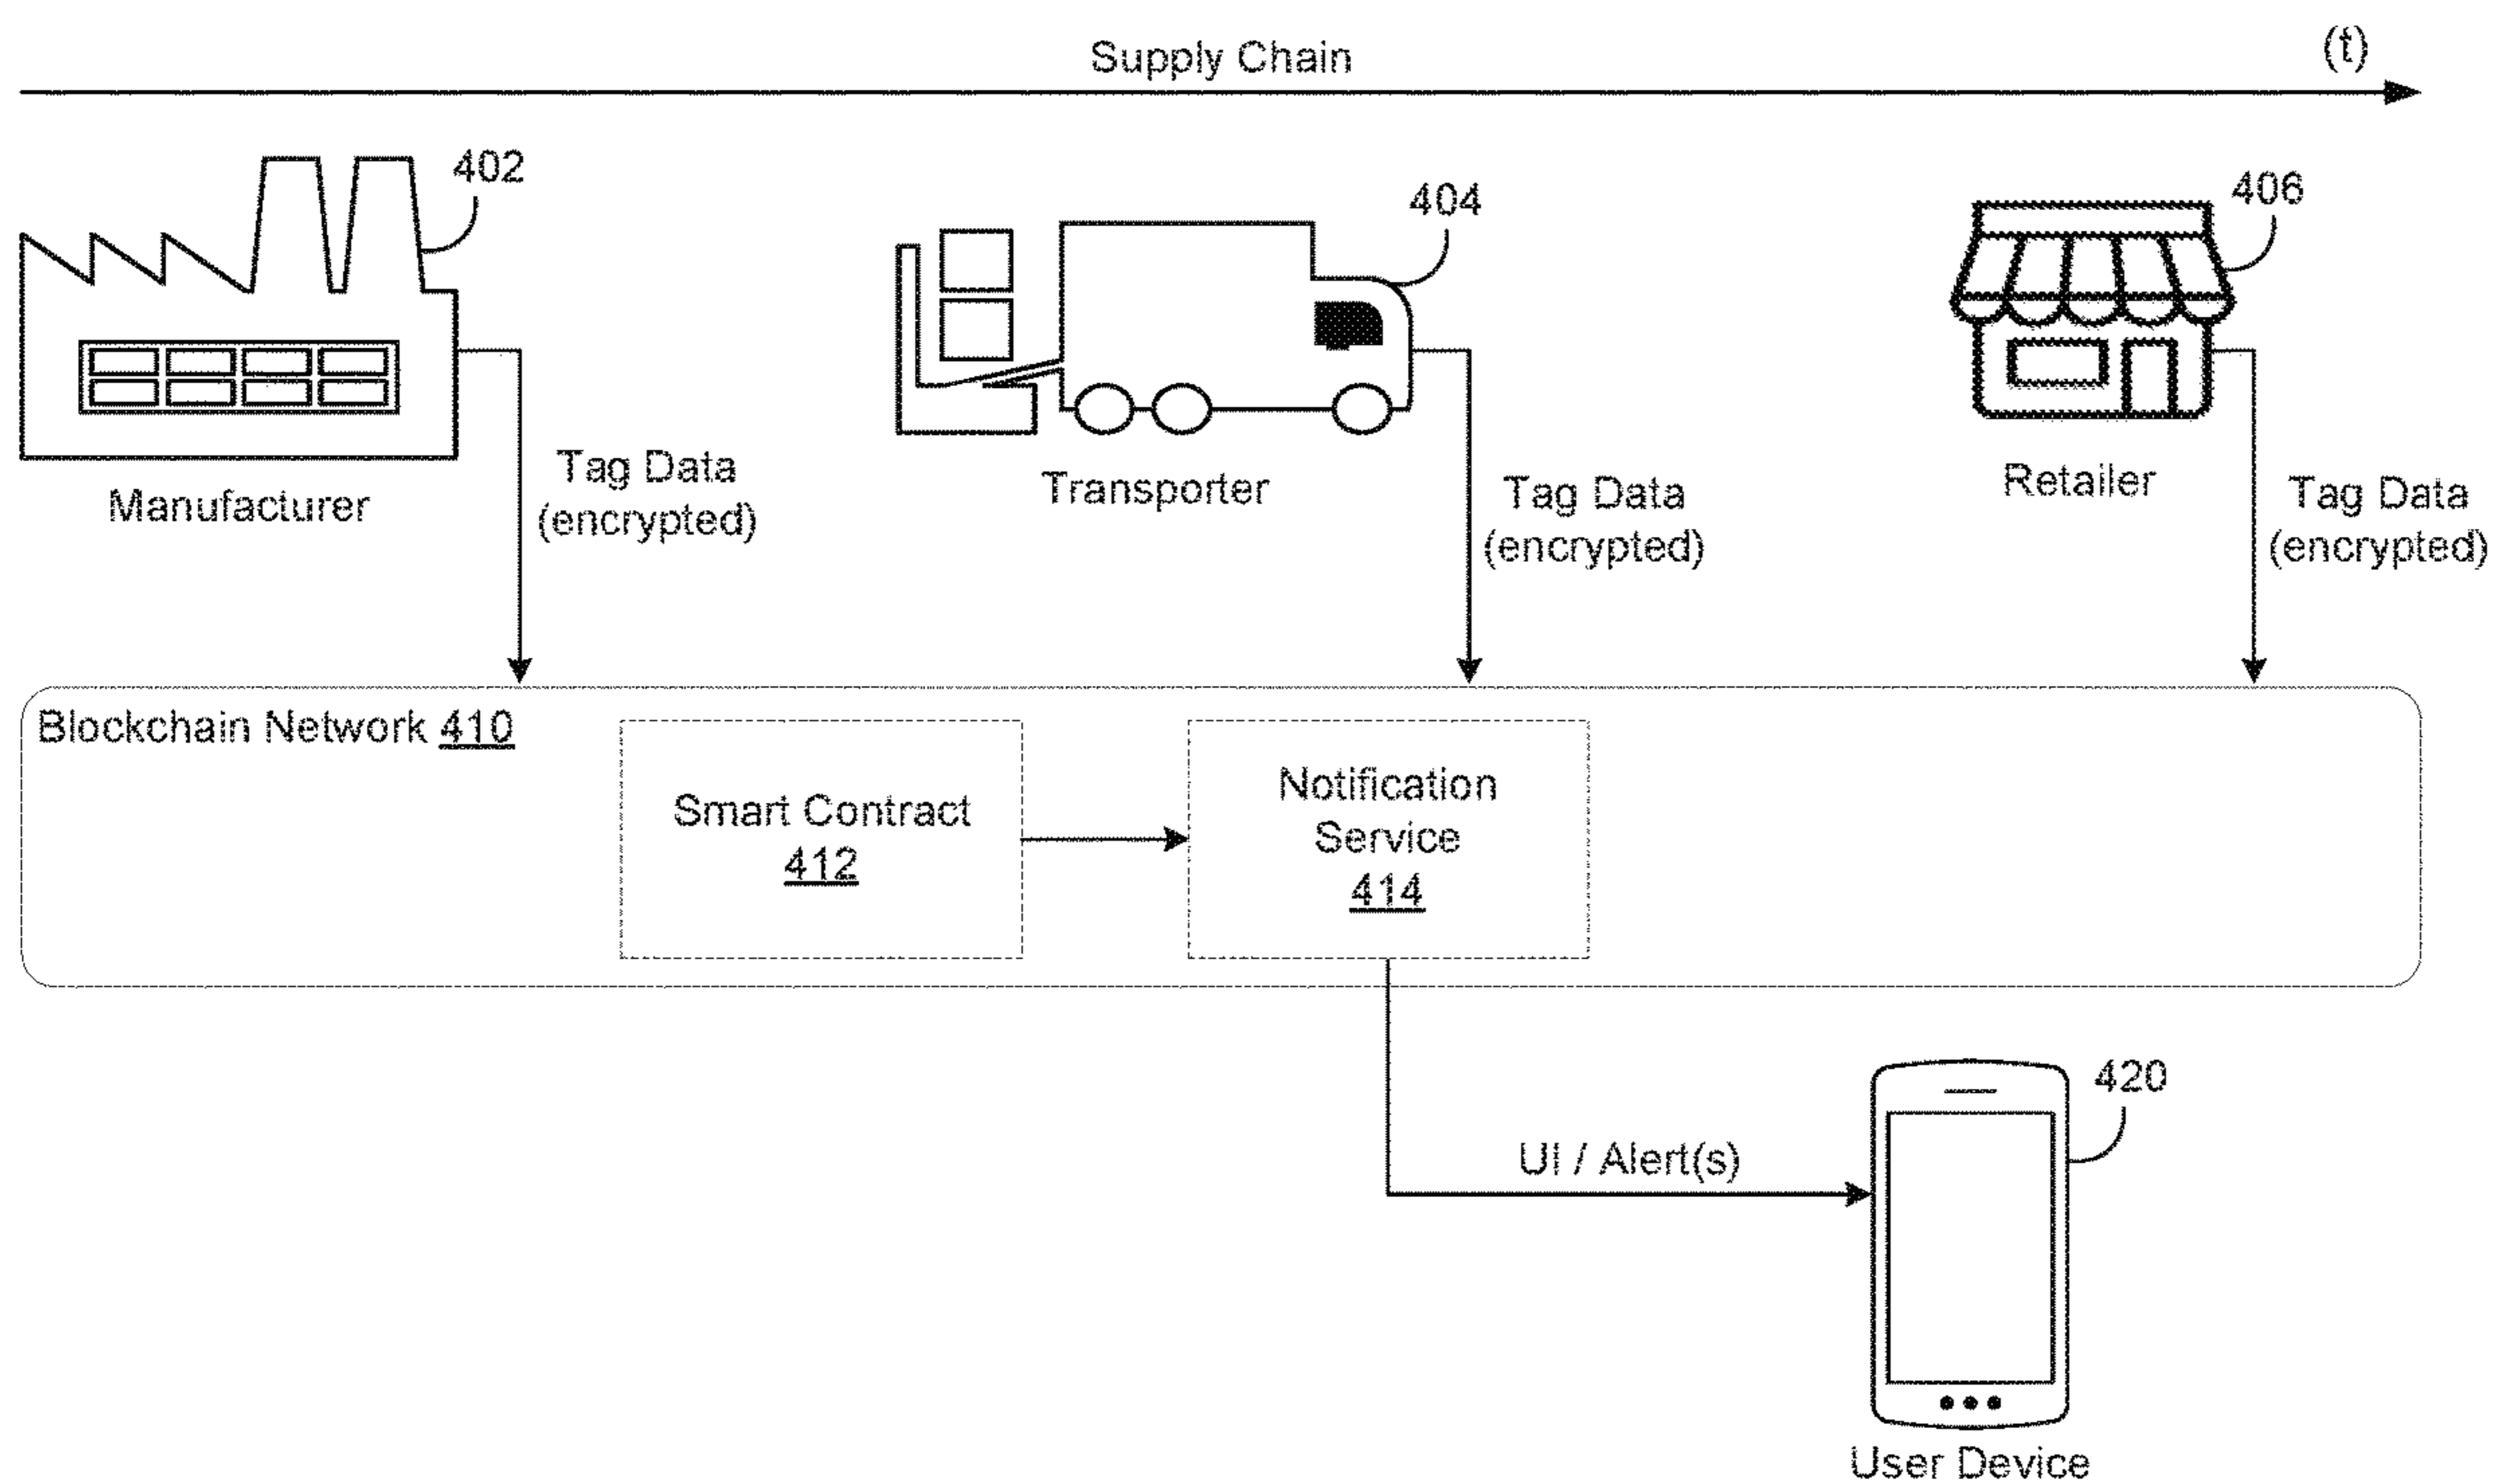 Supply Chain
(t)
402
404
406
Manufacturer
Tag Data
(encrypted)
Transporter
Tag Data
(encrypted)
Retailer
Tag Data
(encrypted)
Blockchain Network 410
Smart Contract
412
Notification
Service
414
UI / Alert(s)
420
User Device